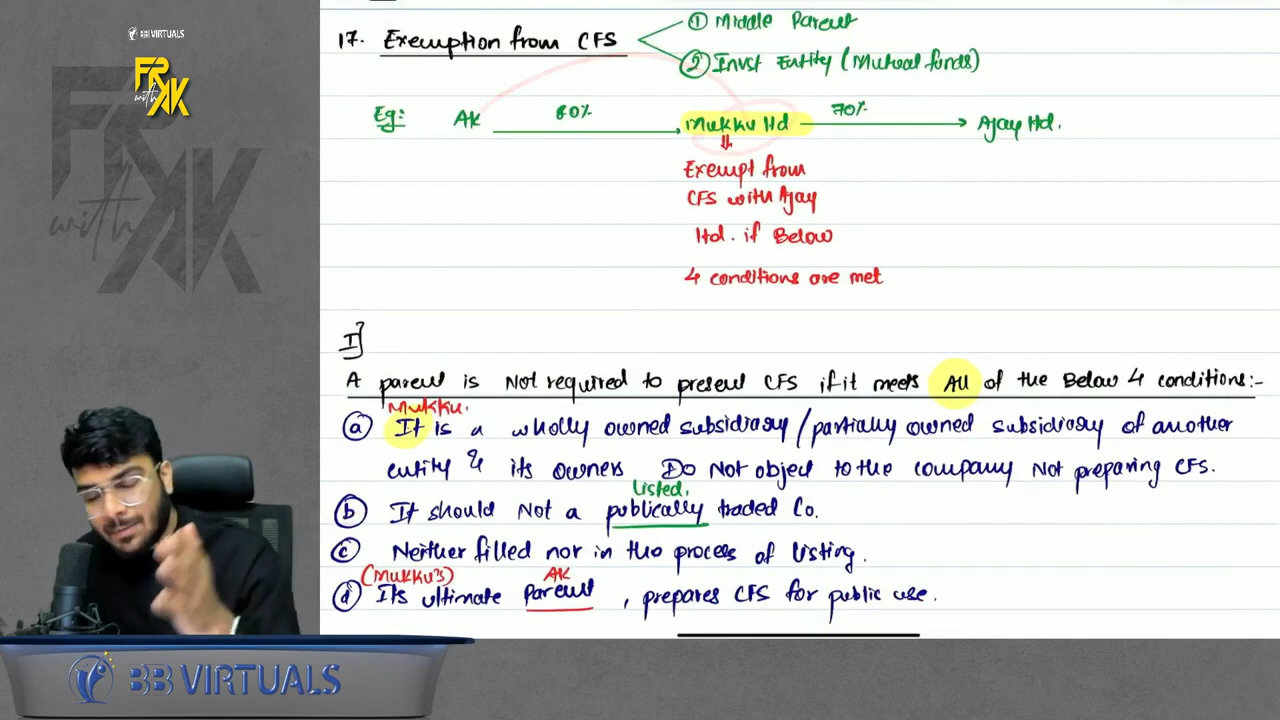 BB VIRTUALS
FR
with
AK
FR
with
AK
17. Exemption from CFS
① Middle Parent
② Invst Entity (Mutual funds)
Eg: AK 80% Mukku ltd 70% Ajay ltd.
⇓
Exempt from
CFS with Ajay
ltd. if Below
4 conditions are met
I]
A parent is Not required to present CFS if it meets All of the Below 4 conditions:-
Mukku.
ⓐ It is a wholly owned subsidiary / partially owned subsidiary of another
entity & its owners Do Not object to the company Not preparing CFS.
Listed.
ⓑ It should Not a publically traded Co.
ⓒ Neither filled nor in the process of listing.
(Mukku's) AK
ⓓ Its ultimate Parent, prepares CFS for public use.
BB VIRTUALS